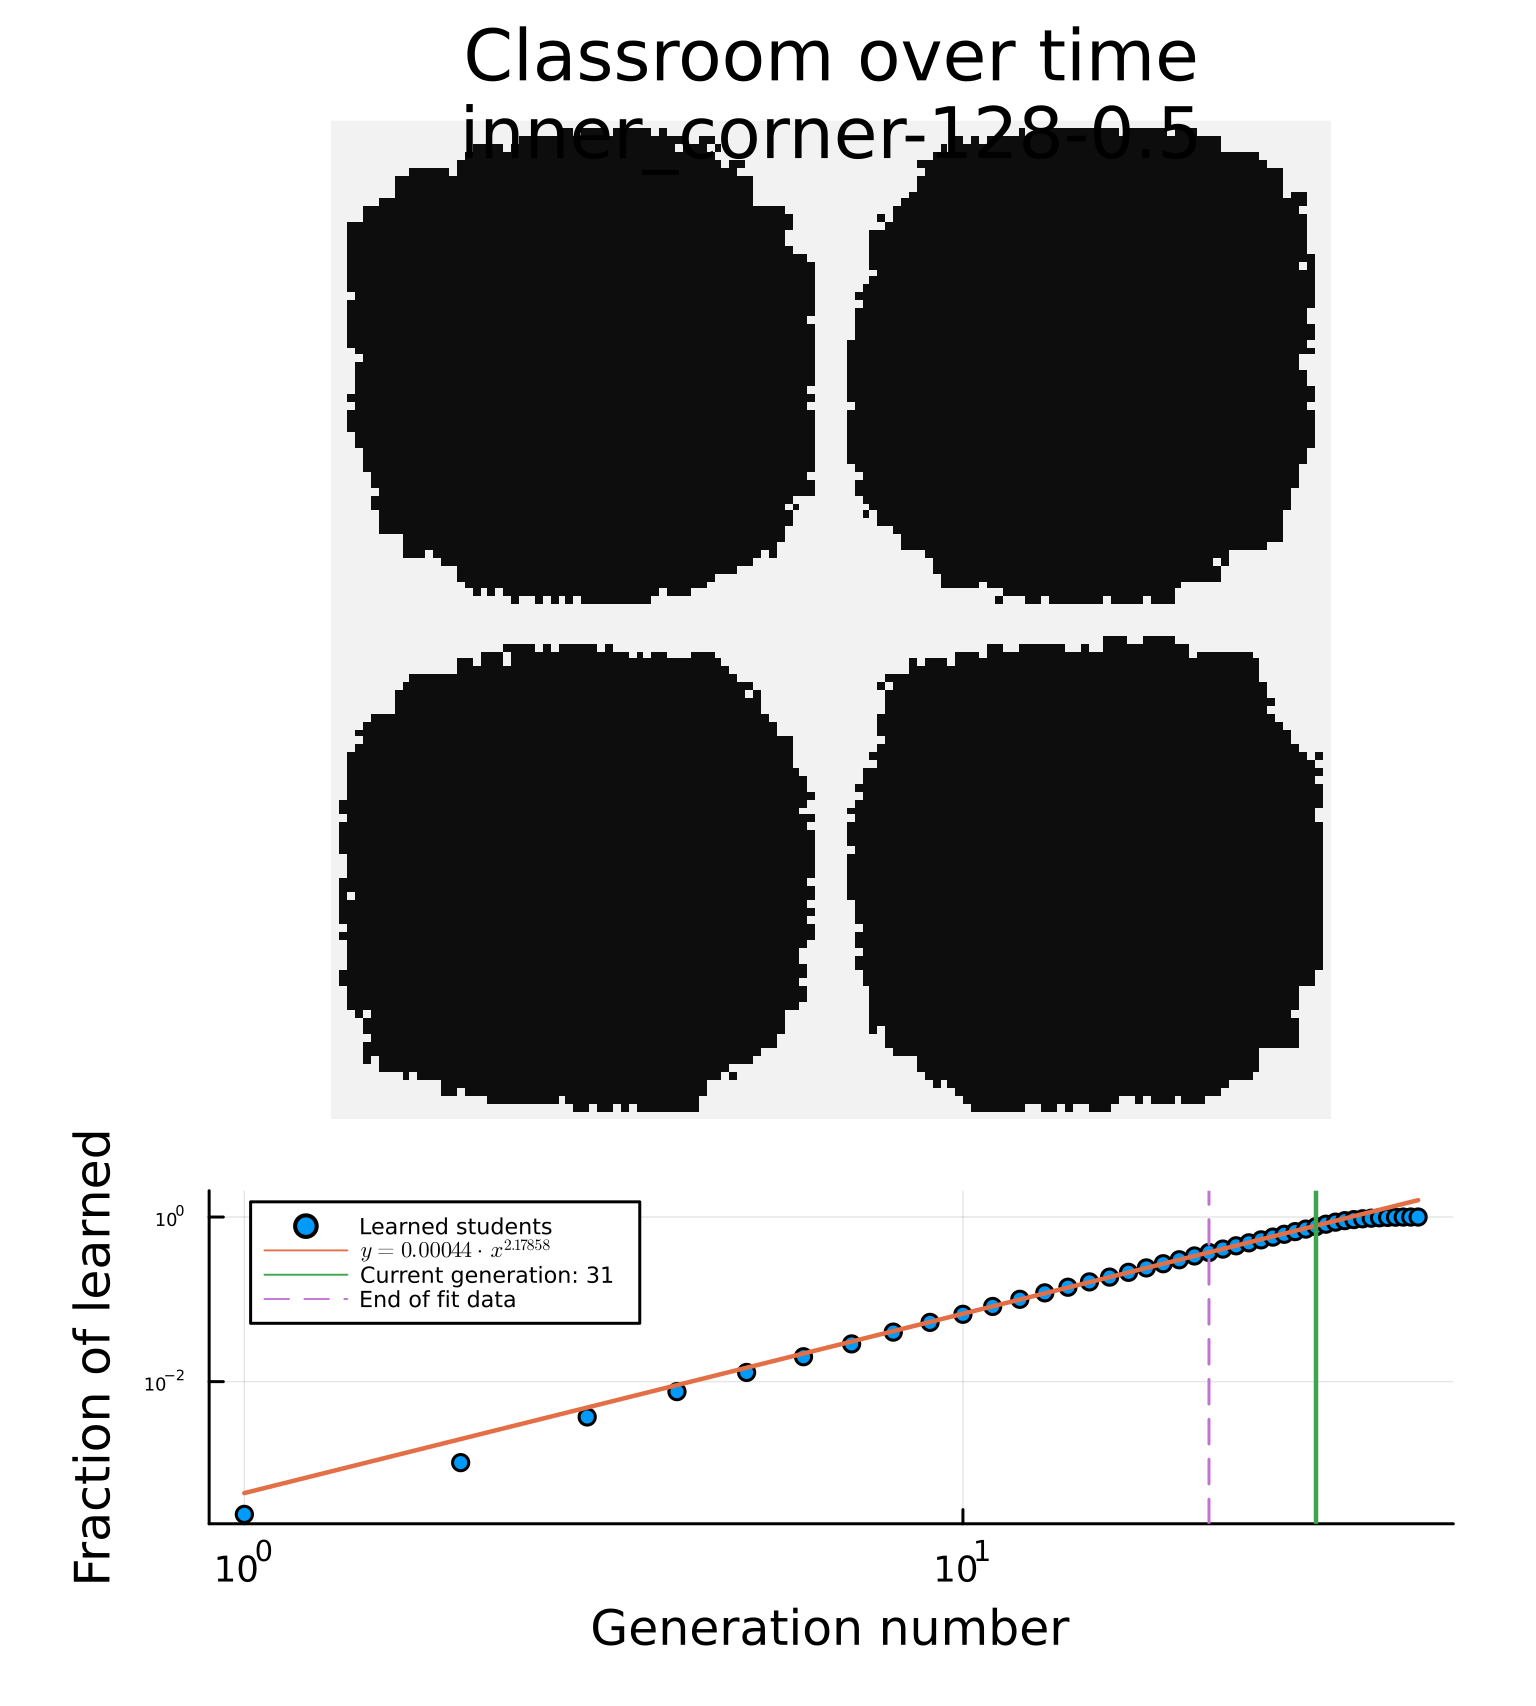 Classroom over time
inner_corner-128-0.5
Fraction of learned
10^0
10^−2
Learned students
y = 0.00044 · x^2.17858
Current generation: 31
End of fit data
10^0
10^1
Generation number